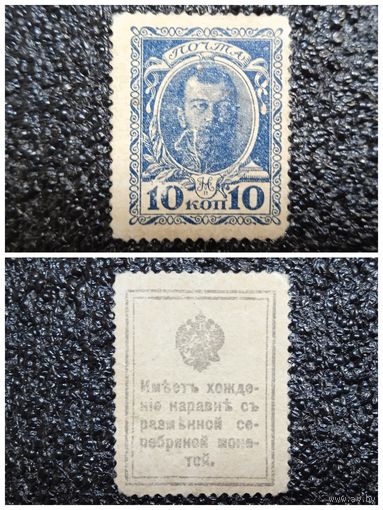 ПОЧТА
10 КОП 10
Имѣетъ хожде-
ніе наравнѣ съ
размѣнной се-
ребряной моне-
той.